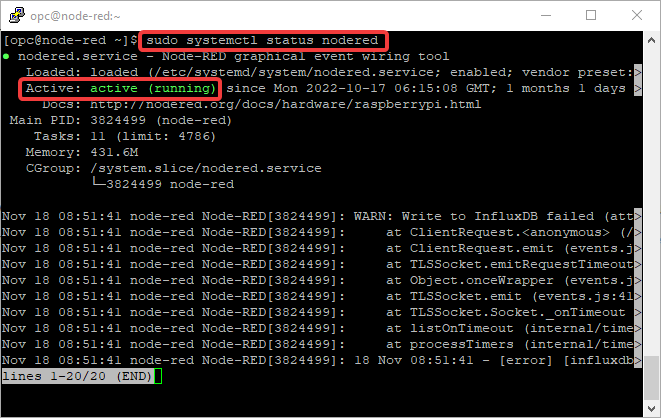 opc@node-red:~
[opc@node-red ~]$ sudo systemctl status nodered
● nodered.service - Node-RED graphical event wiring tool
   Loaded: loaded (/etc/systemd/system/nodered.service; enabled; vendor preset:>
   Active: active (running) since Mon 2022-10-17 06:15:08 GMT; 1 months 1 days >
     Docs: http://nodered.org/docs/hardware/raspberrypi.html
 Main PID: 3824499 (node-red)
    Tasks: 11 (limit: 4786)
   Memory: 431.6M
   CGroup: /system.slice/nodered.service
           └─3824499 node-red
Nov 18 08:51:41 node-red Node-RED[3824499]: WARN: Write to InfluxDB failed (att>
Nov 18 08:51:41 node-red Node-RED[3824499]:     at ClientRequest.<anonymous> (/>
Nov 18 08:51:41 node-red Node-RED[3824499]:     at ClientRequest.emit (events.j>
Nov 18 08:51:41 node-red Node-RED[3824499]:     at TLSSocket.emitRequestTimeout>
Nov 18 08:51:41 node-red Node-RED[3824499]:     at Object.onceWrapper (events.j>
Nov 18 08:51:41 node-red Node-RED[3824499]:     at TLSSocket.emit (events.js:41>
Nov 18 08:51:41 node-red Node-RED[3824499]:     at TLSSocket.Socket._onTimeout >
Nov 18 08:51:41 node-red Node-RED[3824499]:     at listOnTimeout (internal/time>
Nov 18 08:51:41 node-red Node-RED[3824499]:     at processTimers (internal/time>
Nov 18 08:51:41 node-red Node-RED[3824499]: 18 Nov 08:51:41 - [error] [influxdb>
lines 1-20/20 (END)